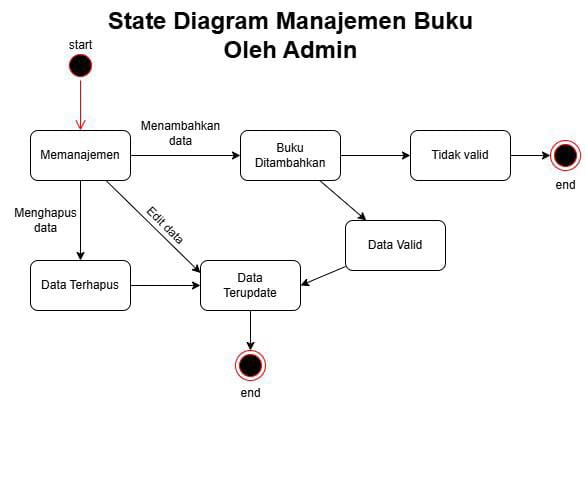 State Diagram Manajemen Buku
Oleh Admin
start
Memanajemen
Menambahkan
data
Buku
Ditambahkan
Tidak valid
end
Menghapus
data
Edit data
Data Valid
Data Terhapus
Data
Terupdate
end